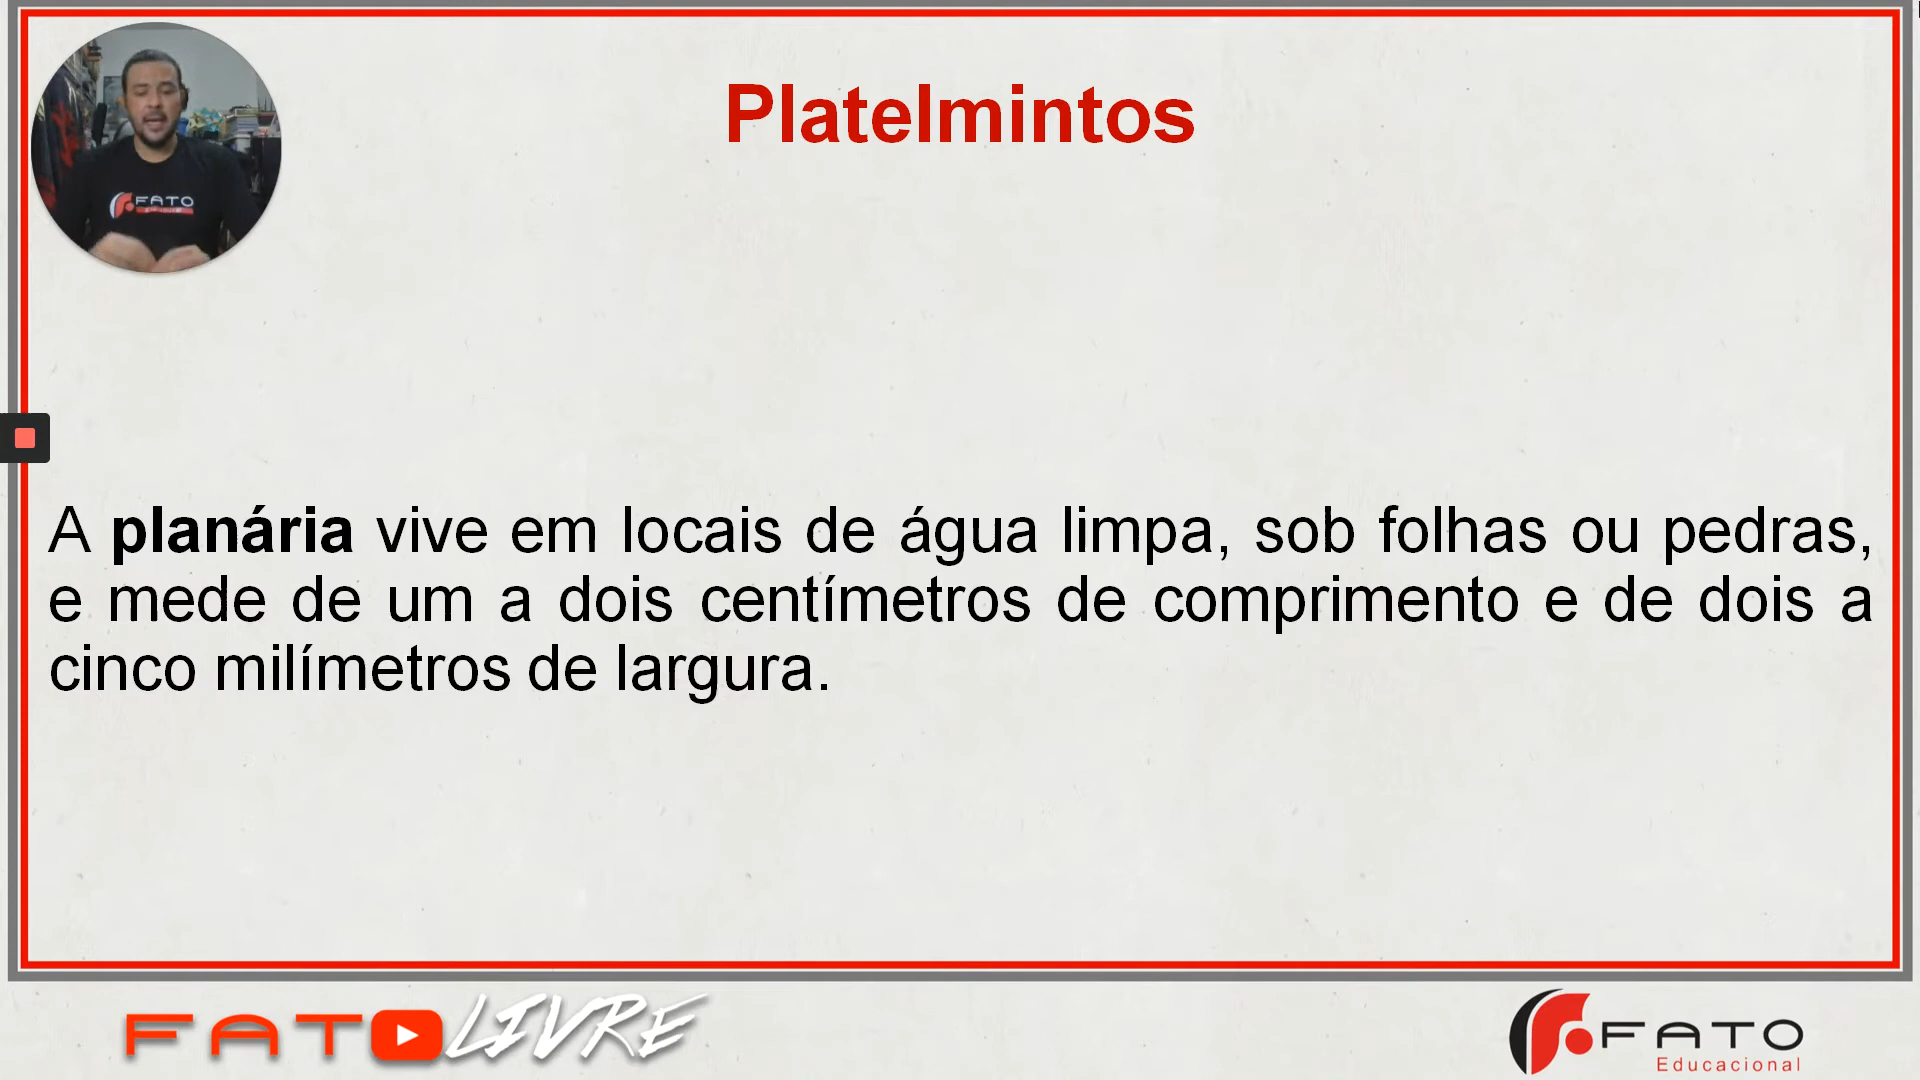 Platelmintos
FATO
A planária vive em locais de água limpa, sob folhas ou pedras,
e mede de um a dois centímetros de comprimento e de dois a
cinco milímetros de largura.
FATO LIVRE
FATO
Educacional